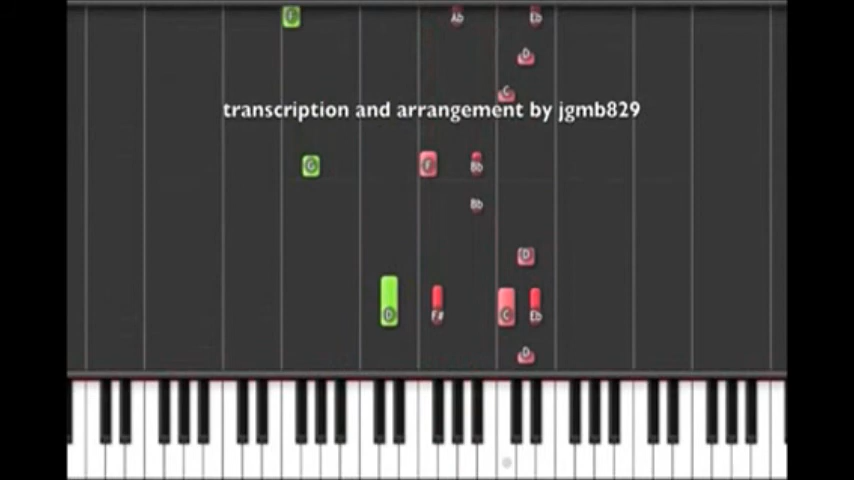 F Ab Eb
D
C
transcription and arrangement by jgmb829
G F Bb
Bb
D
D F# C Eb
D